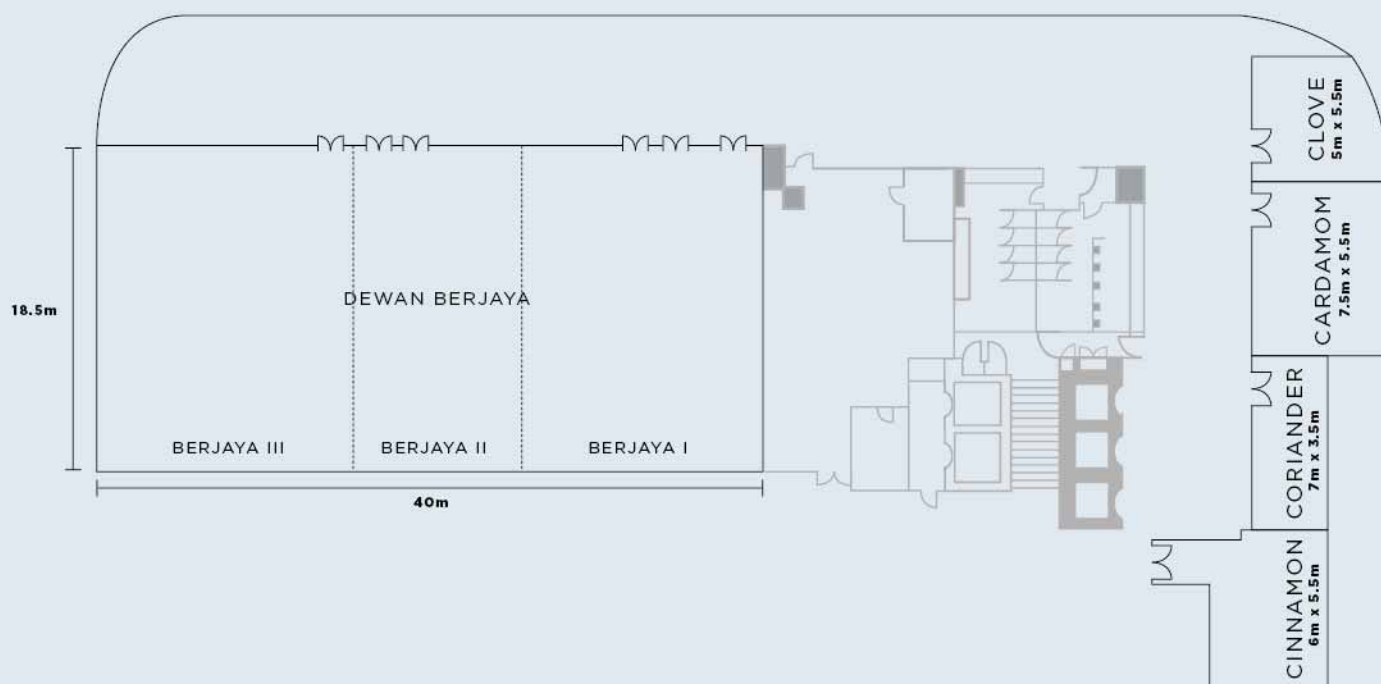 CLOVE
5m x 5.5m
CARDAMOM
7.5m x 5.5m
18.5m
DEWAN BERJAYA
BERJAYA III
BERJAYA II
BERJAYA I
40m
CORIANDER
7m x 3.5m
CINNAMON
6m x 5.5m